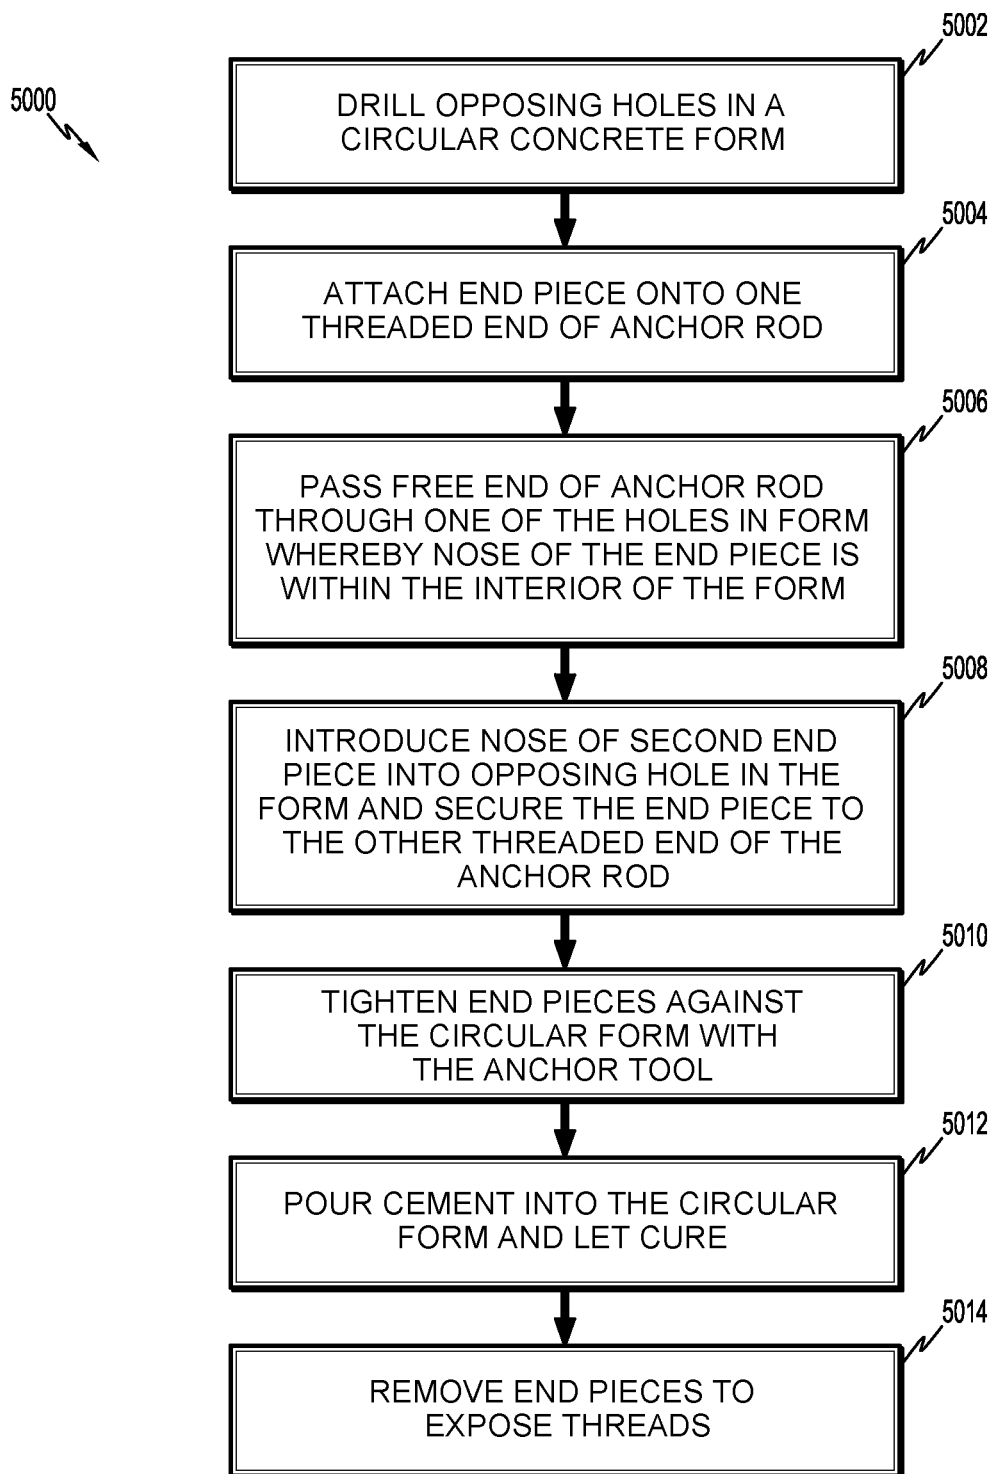 5000
5002
DRILL OPPOSING HOLES IN A
CIRCULAR CONCRETE FORM
5004
ATTACH END PIECE ONTO ONE
THREADED END OF ANCHOR ROD
5006
PASS FREE END OF ANCHOR ROD
THROUGH ONE OF THE HOLES IN FORM
WHEREBY NOSE OF THE END PIECE IS
WITHIN THE INTERIOR OF THE FORM
5008
INTRODUCE NOSE OF SECOND END
PIECE INTO OPPOSING HOLE IN THE
FORM AND SECURE THE END PIECE TO
THE OTHER THREADED END OF THE
ANCHOR ROD
5010
TIGHTEN END PIECES AGAINST
THE CIRCULAR FORM WITH
THE ANCHOR TOOL
5012
POUR CEMENT INTO THE CIRCULAR
FORM AND LET CURE
5014
REMOVE END PIECES TO
EXPOSE THREADS